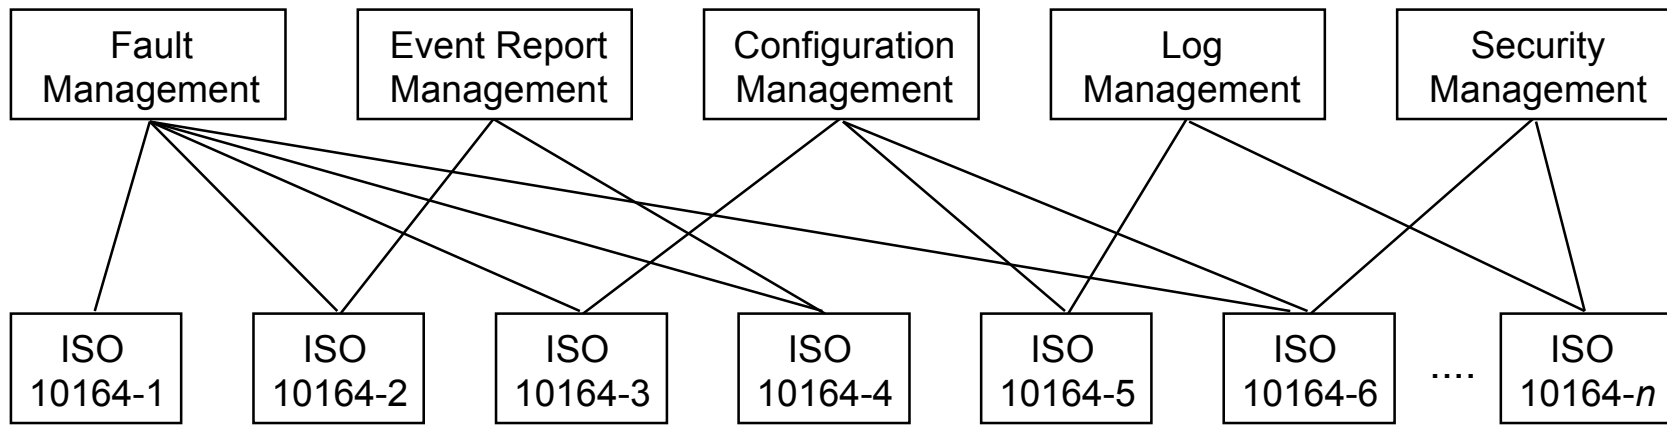 Fault
Management
Event Report
Management
Configuration
Management
Log
Management
Security
Management
ISO
10164-1
ISO
10164-2
ISO
10164-3
ISO
10164-4
ISO
10164-5
ISO
10164-6
....
ISO
10164-n